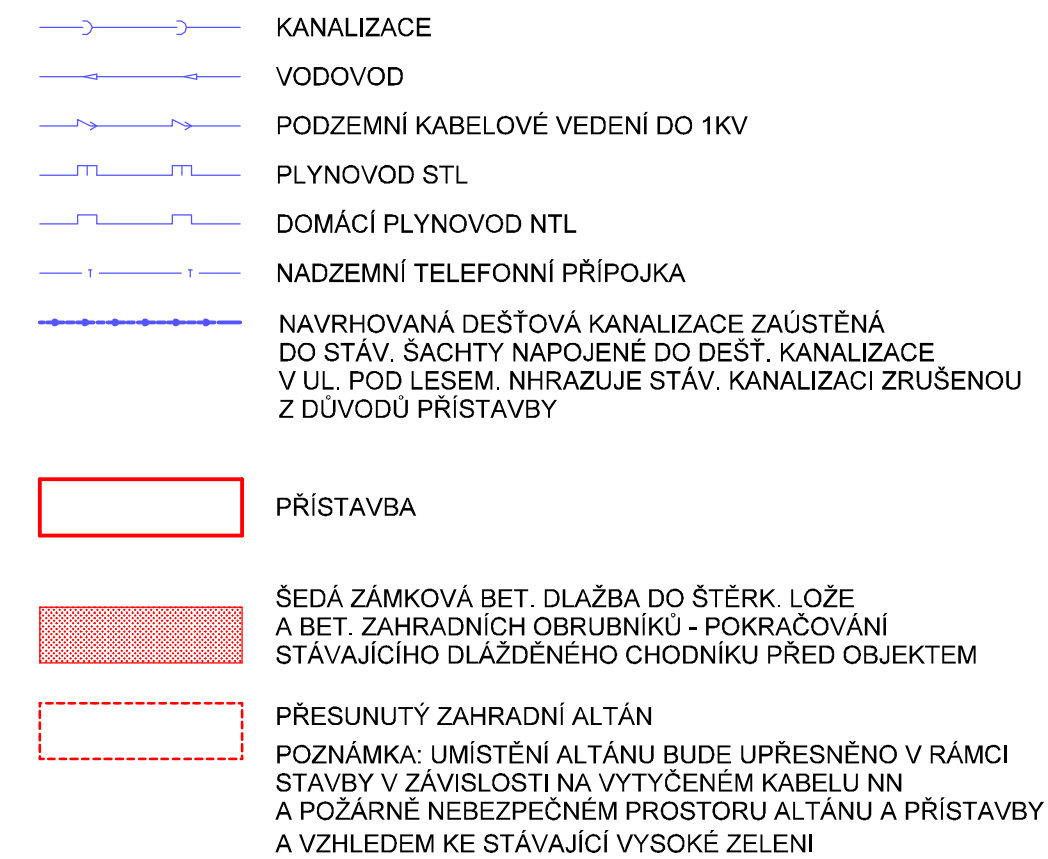 KANALIZACE
VODOVOD
PODZEMNÍ KABELOVÉ VEDENÍ DO 1KV
PLYNOVOD STL
DOMÁCÍ PLYNOVOD NTL
T T NADZEMNÍ TELEFONNÍ PŘÍPOJKA
NAVRHOVANÁ DEŠŤOVÁ KANALIZACE ZAÚSTĚNÁ
DO STÁV. ŠACHTY NAPOJENÉ DO DEŠŤ. KANALIZACE
V UL. POD LESEM. NHRAZUJE STÁV. KANALIZACI ZRUŠENOU
Z DŮVODŮ PŘÍSTAVBY
PŘÍSTAVBA
ŠEDÁ ZÁMKOVÁ BET. DLAŽBA DO ŠTĚRK. LOŽE
A BET. ZAHRADNÍCH OBRUBNÍKŮ - POKRAČOVÁNÍ
STÁVAJÍCÍHO DLÁŽDĚNÉHO CHODNÍKU PŘED OBJEKTEM
PŘESUNUTÝ ZAHRADNÍ ALTÁN
POZNÁMKA: UMÍSTĚNÍ ALTÁNU BUDE UPŘESNĚNO V RÁMCI
STAVBY V ZÁVISLOSTI NA VYTYČENÉM KABELU NN
A POŽÁRNĚ NEBEZPEČNÉM PROSTORU ALTÁNU A PŘÍSTAVBY
A VZHLEDEM KE STÁVAJÍCÍ VYSOKÉ ZELENI